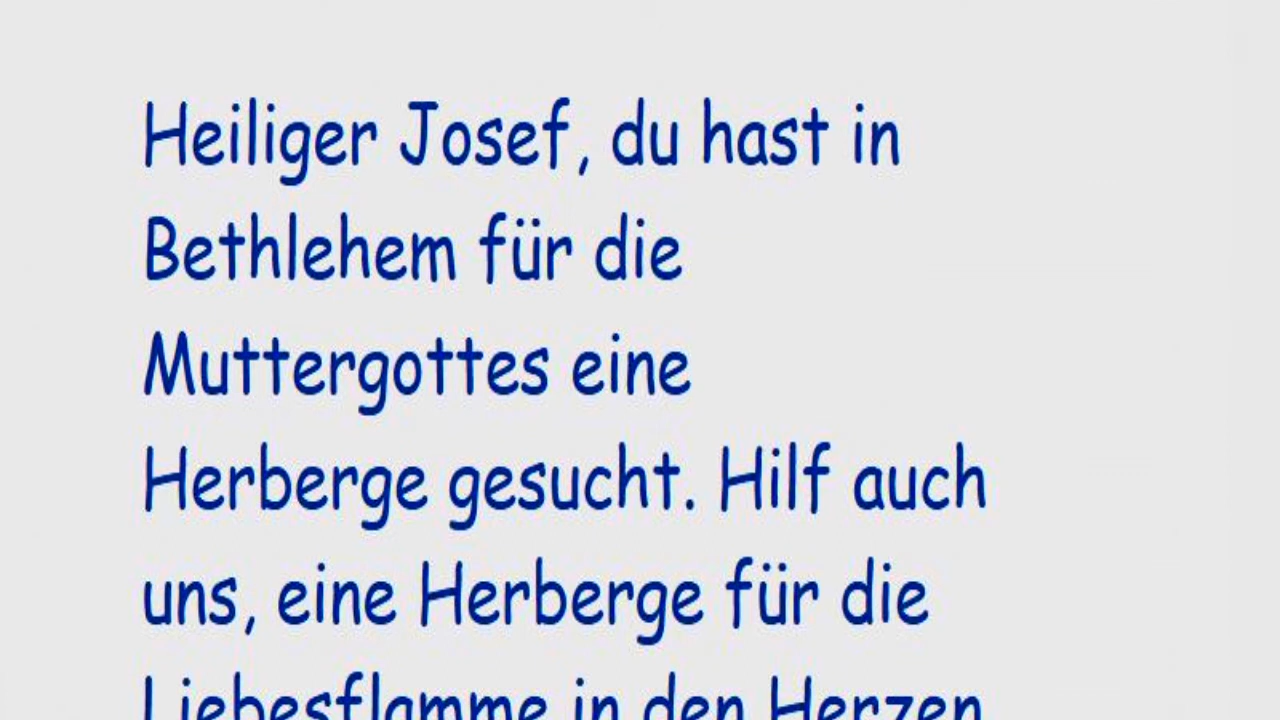 Heiliger Josef, du hast in
Bethlehem für die
Muttergottes eine
Herberge gesucht. Hilf auch
uns, eine Herberge für die
Liebesflamme in den Herzen